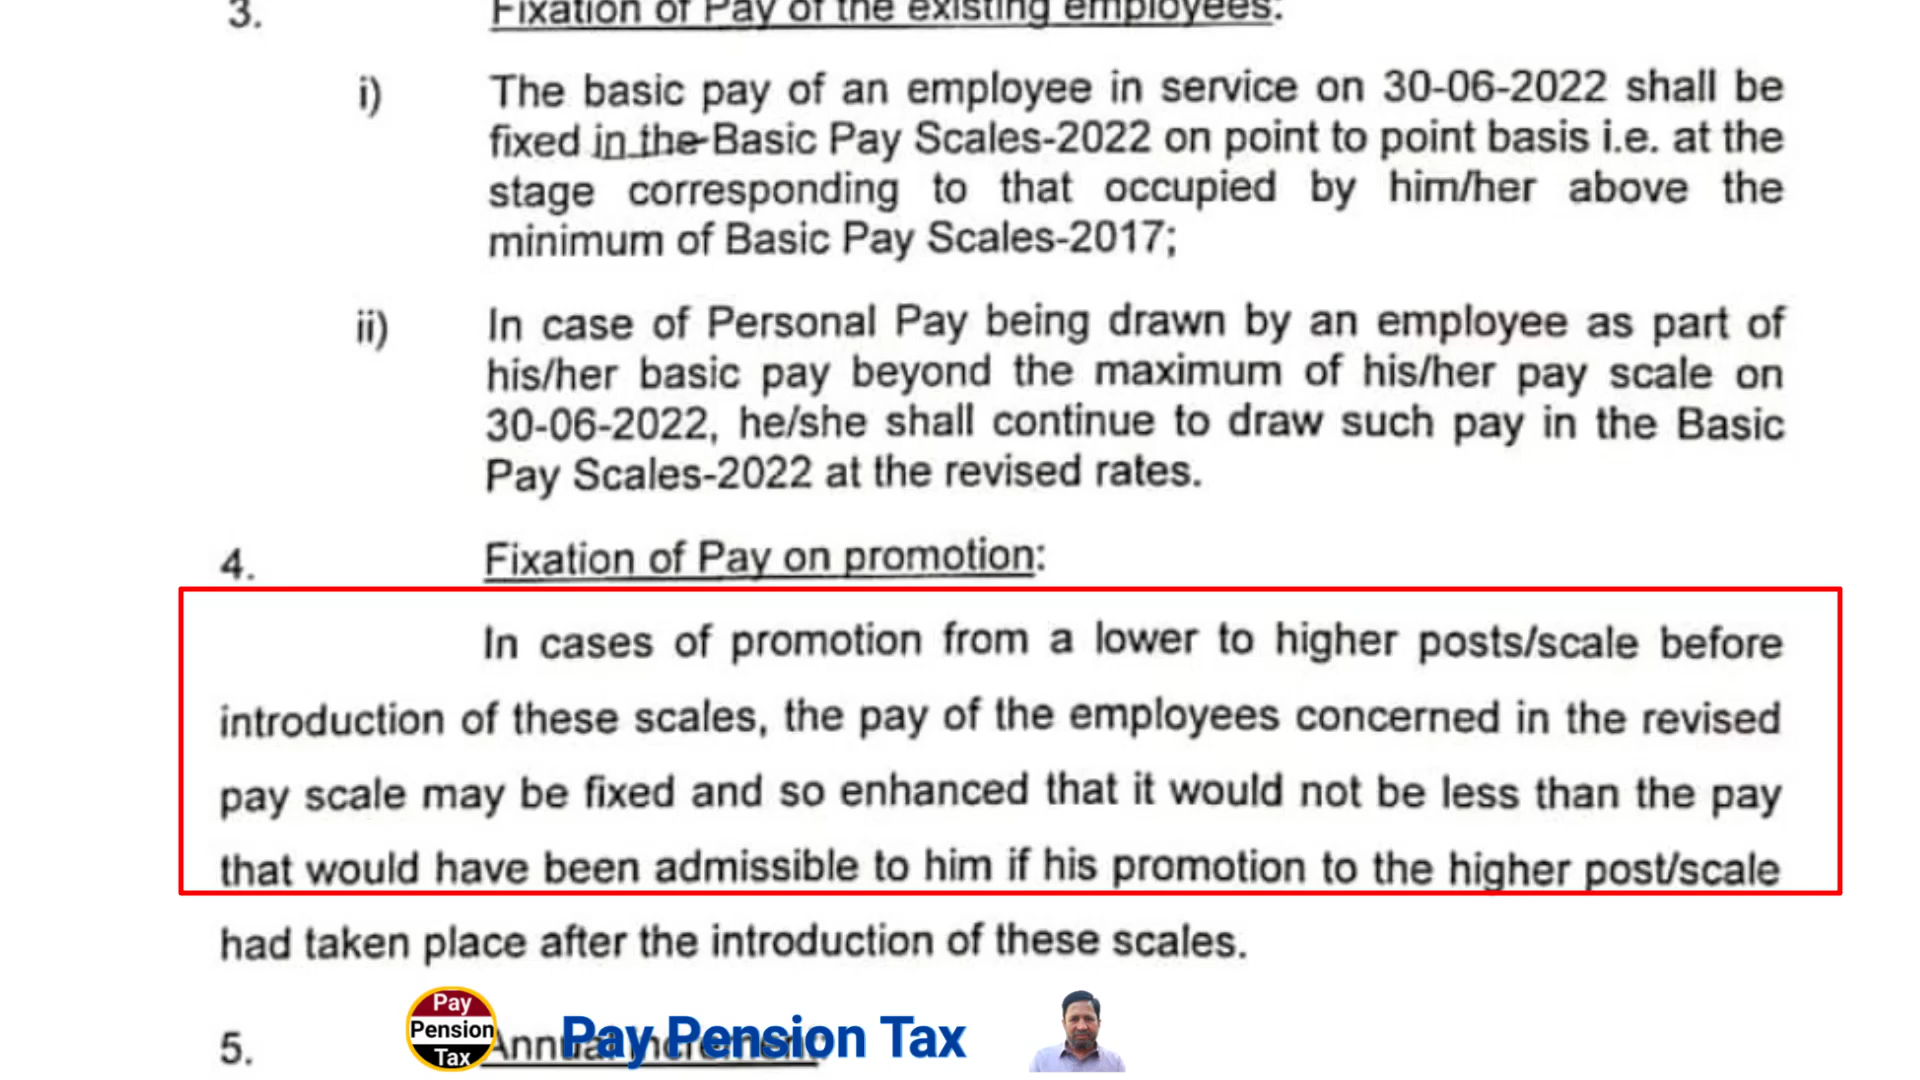 3. Fixation of Pay of the existing employees:
i) The basic pay of an employee in service on 30-06-2022 shall be
fixed in the Basic Pay Scales-2022 on point to point basis i.e. at the
stage corresponding to that occupied by him/her above the
minimum of Basic Pay Scales-2017;
ii) In case of Personal Pay being drawn by an employee as part of
his/her basic pay beyond the maximum of his/her pay scale on
30-06-2022, he/she shall continue to draw such pay in the Basic
Pay Scales-2022 at the revised rates.
4. Fixation of Pay on promotion:
In cases of promotion from a lower to higher posts/scale before
introduction of these scales, the pay of the employees concerned in the revised
pay scale may be fixed and so enhanced that it would not be less than the pay
that would have been admissible to him if his promotion to the higher post/scale
had taken place after the introduction of these scales.
5. Annual
Pay
Pension
Tax
Pay Pension Tax